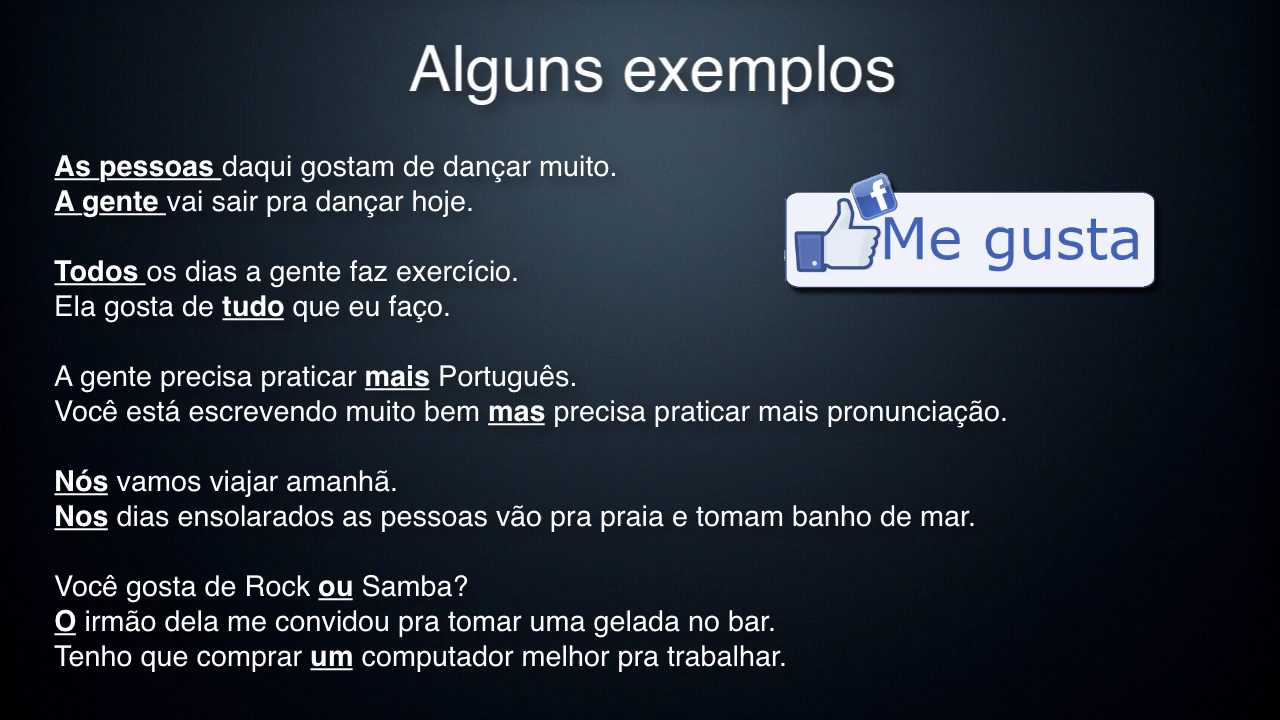 Alguns exemplos
As pessoas daqui gostam de dançar muito.
A gente vai sair pra dançar hoje.
Me gusta
Todos os dias a gente faz exercício.
Ela gosta de tudo que eu faço.
A gente precisa praticar mais Português.
Você está escrevendo muito bem mas precisa praticar mais pronunciação.
Nós vamos viajar amanhã.
Nos dias ensolarados as pessoas vão pra praia e tomam banho de mar.
Você gosta de Rock ou Samba?
O irmão dela me convidou pra tomar uma gelada no bar.
Tenho que comprar um computador melhor pra trabalhar.